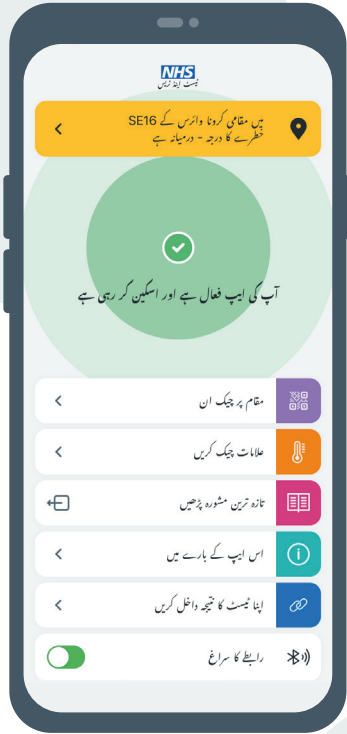 NHS
ٹیسٹ اینڈ ٹریس
میں مقامی کرونا وائرس کے SE16
خطرے کا درجہ - درمیانہ ہے
آپ کی ایپ فعال ہے اور اسکین کر رہی ہے
مقام پر چیک ان
علامات چیک کریں
تازہ ترین مشورہ پڑھیں
اس ایپ کے بارے میں
اپنا ٹیسٹ کا نتیجہ داخل کریں
رابطے کا سراغ